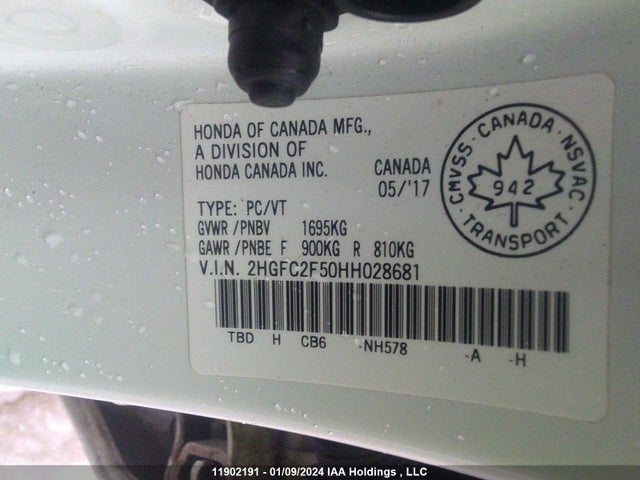 HONDA OF CANADA MFG.,
A DIVISION OF
HONDA CANADA INC.
CANADA
05/'17
TYPE: PC/VT
GVWR/PNBV 1695KG
GAWR/PNBE F 900KG R 810KG
V.I.N. 2HGFC2F50HH028681
TBD H CB6 -NH578 -A -H
CMVSS · CANADA · NSVAC
942
· TRANSPORT ·
11902191 - 01/09/2024 IAA Holdings , LLC